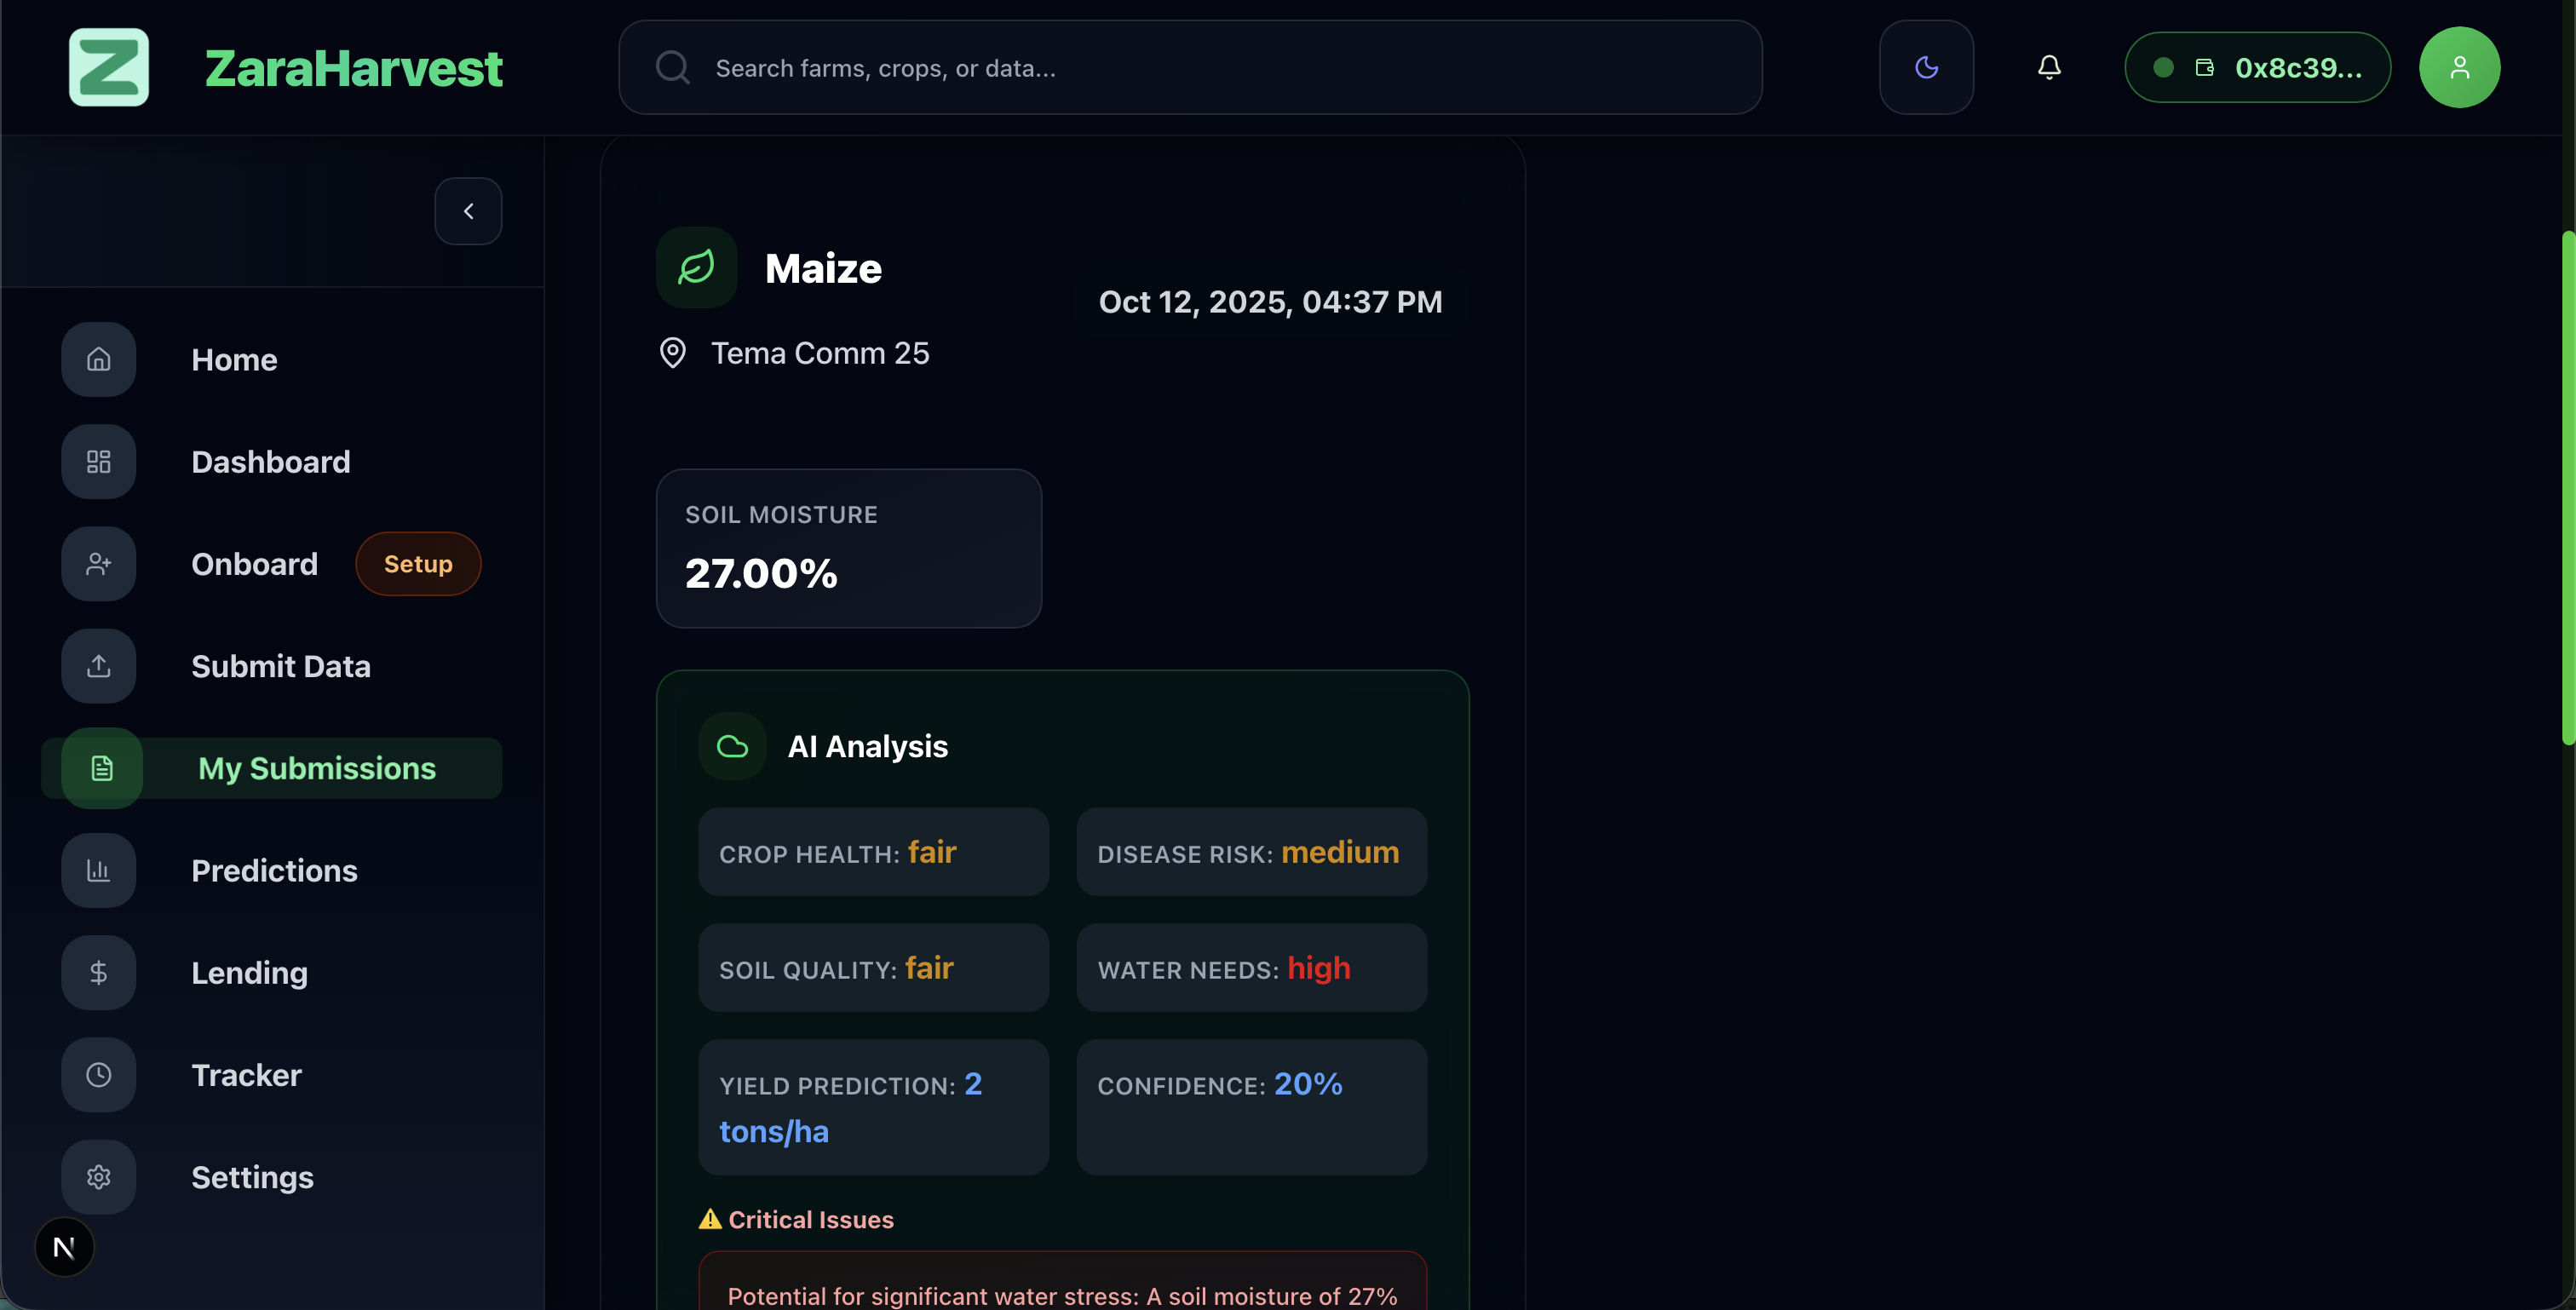 ZaraHarvest
Search farms, crops, or data...
0x8c39...
Home
Dashboard
Onboard
Setup
Submit Data
My Submissions
Predictions
Lending
Tracker
Settings
N
Maize
Oct 12, 2025, 04:37 PM
Tema Comm 25
SOIL MOISTURE
27.00%
AI Analysis
CROP HEALTH: fair
DISEASE RISK: medium
SOIL QUALITY: fair
WATER NEEDS: high
YIELD PREDICTION: 2
tons/ha
CONFIDENCE: 20%
Critical Issues
Potential for significant water stress: A soil moisture of 27%